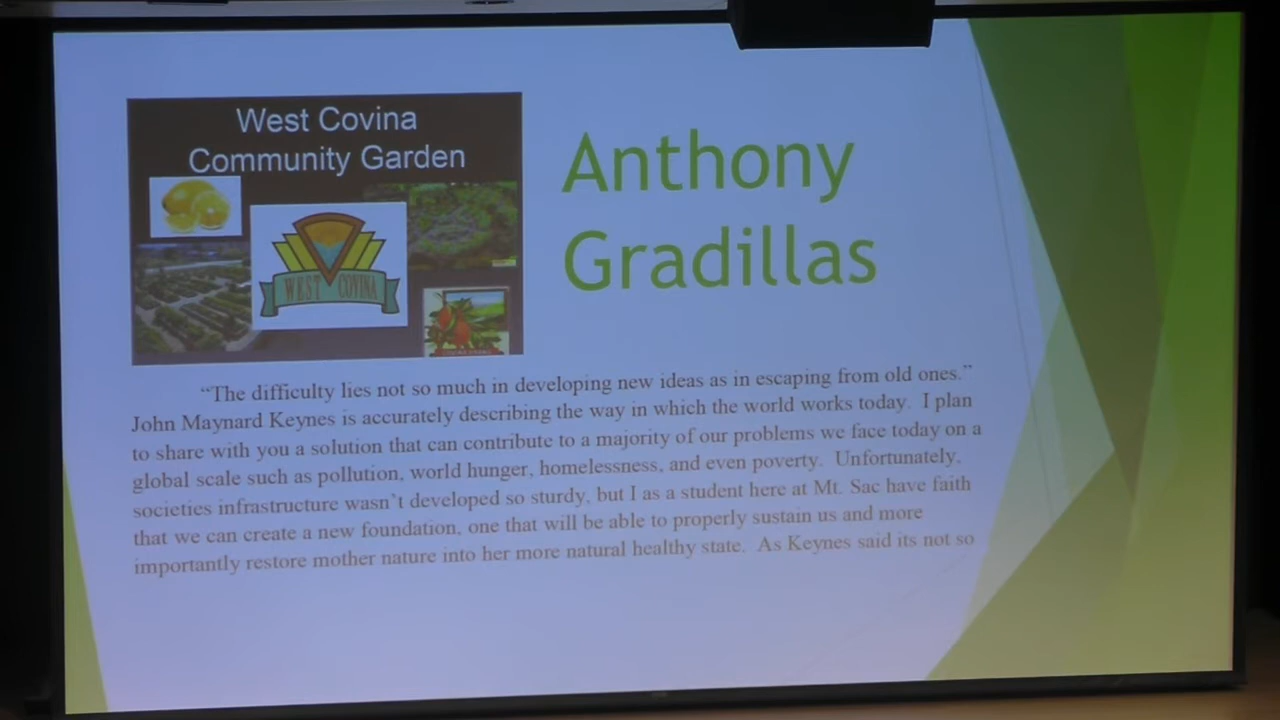 West Covina
Community Garden
WEST COVINA
Anthony
Gradillas
“The difficulty lies not so much in developing new ideas as in escaping from old ones.”
John Maynard Keynes is accurately describing the way in which the world works today. I plan
to share with you a solution that can contribute to a majority of our problems we face today on a
global scale such as pollution, world hunger, homelessness, and even poverty. Unfortunately,
societies infrastructure wasn’t developed so sturdy, but I as a student here at Mt. Sac have faith
that we can create a new foundation, one that will be able to properly sustain us and more
importantly restore mother nature into her more natural healthy state. As Keynes said its not so